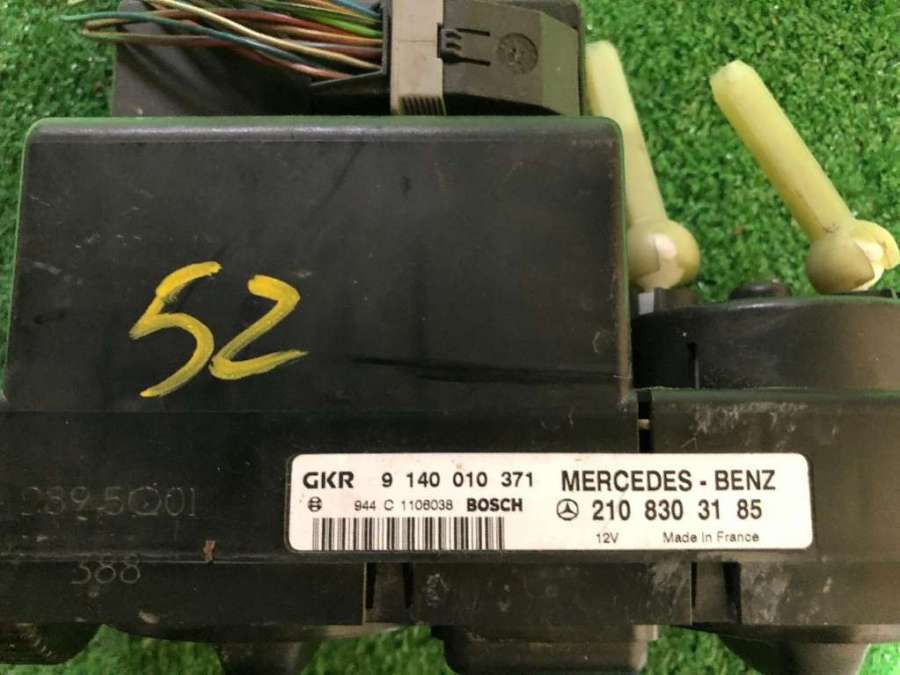 52
GKR 9 140 010 371 MERCEDES - BENZ
944 C 1106038 BOSCH 210 830 31 85
12V Made in France
388